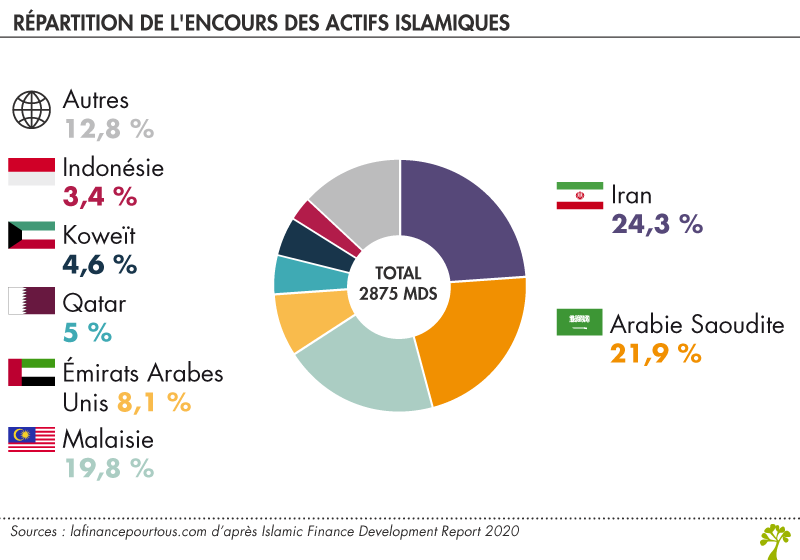 RÉPARTITION DE L'ENCOURS DES ACTIFS ISLAMIQUES
Autres
12,8 %
Indonésie
3,4 %
Koweït
4,6 %
Qatar
5 %
Émirats Arabes
Unis 8,1 %
Malaisie
19,8 %
TOTAL
2875 MDS
Iran
24,3 %
Arabie Saoudite
21,9 %
Sources : lafinancepourtous.com d'après Islamic Finance Development Report 2020